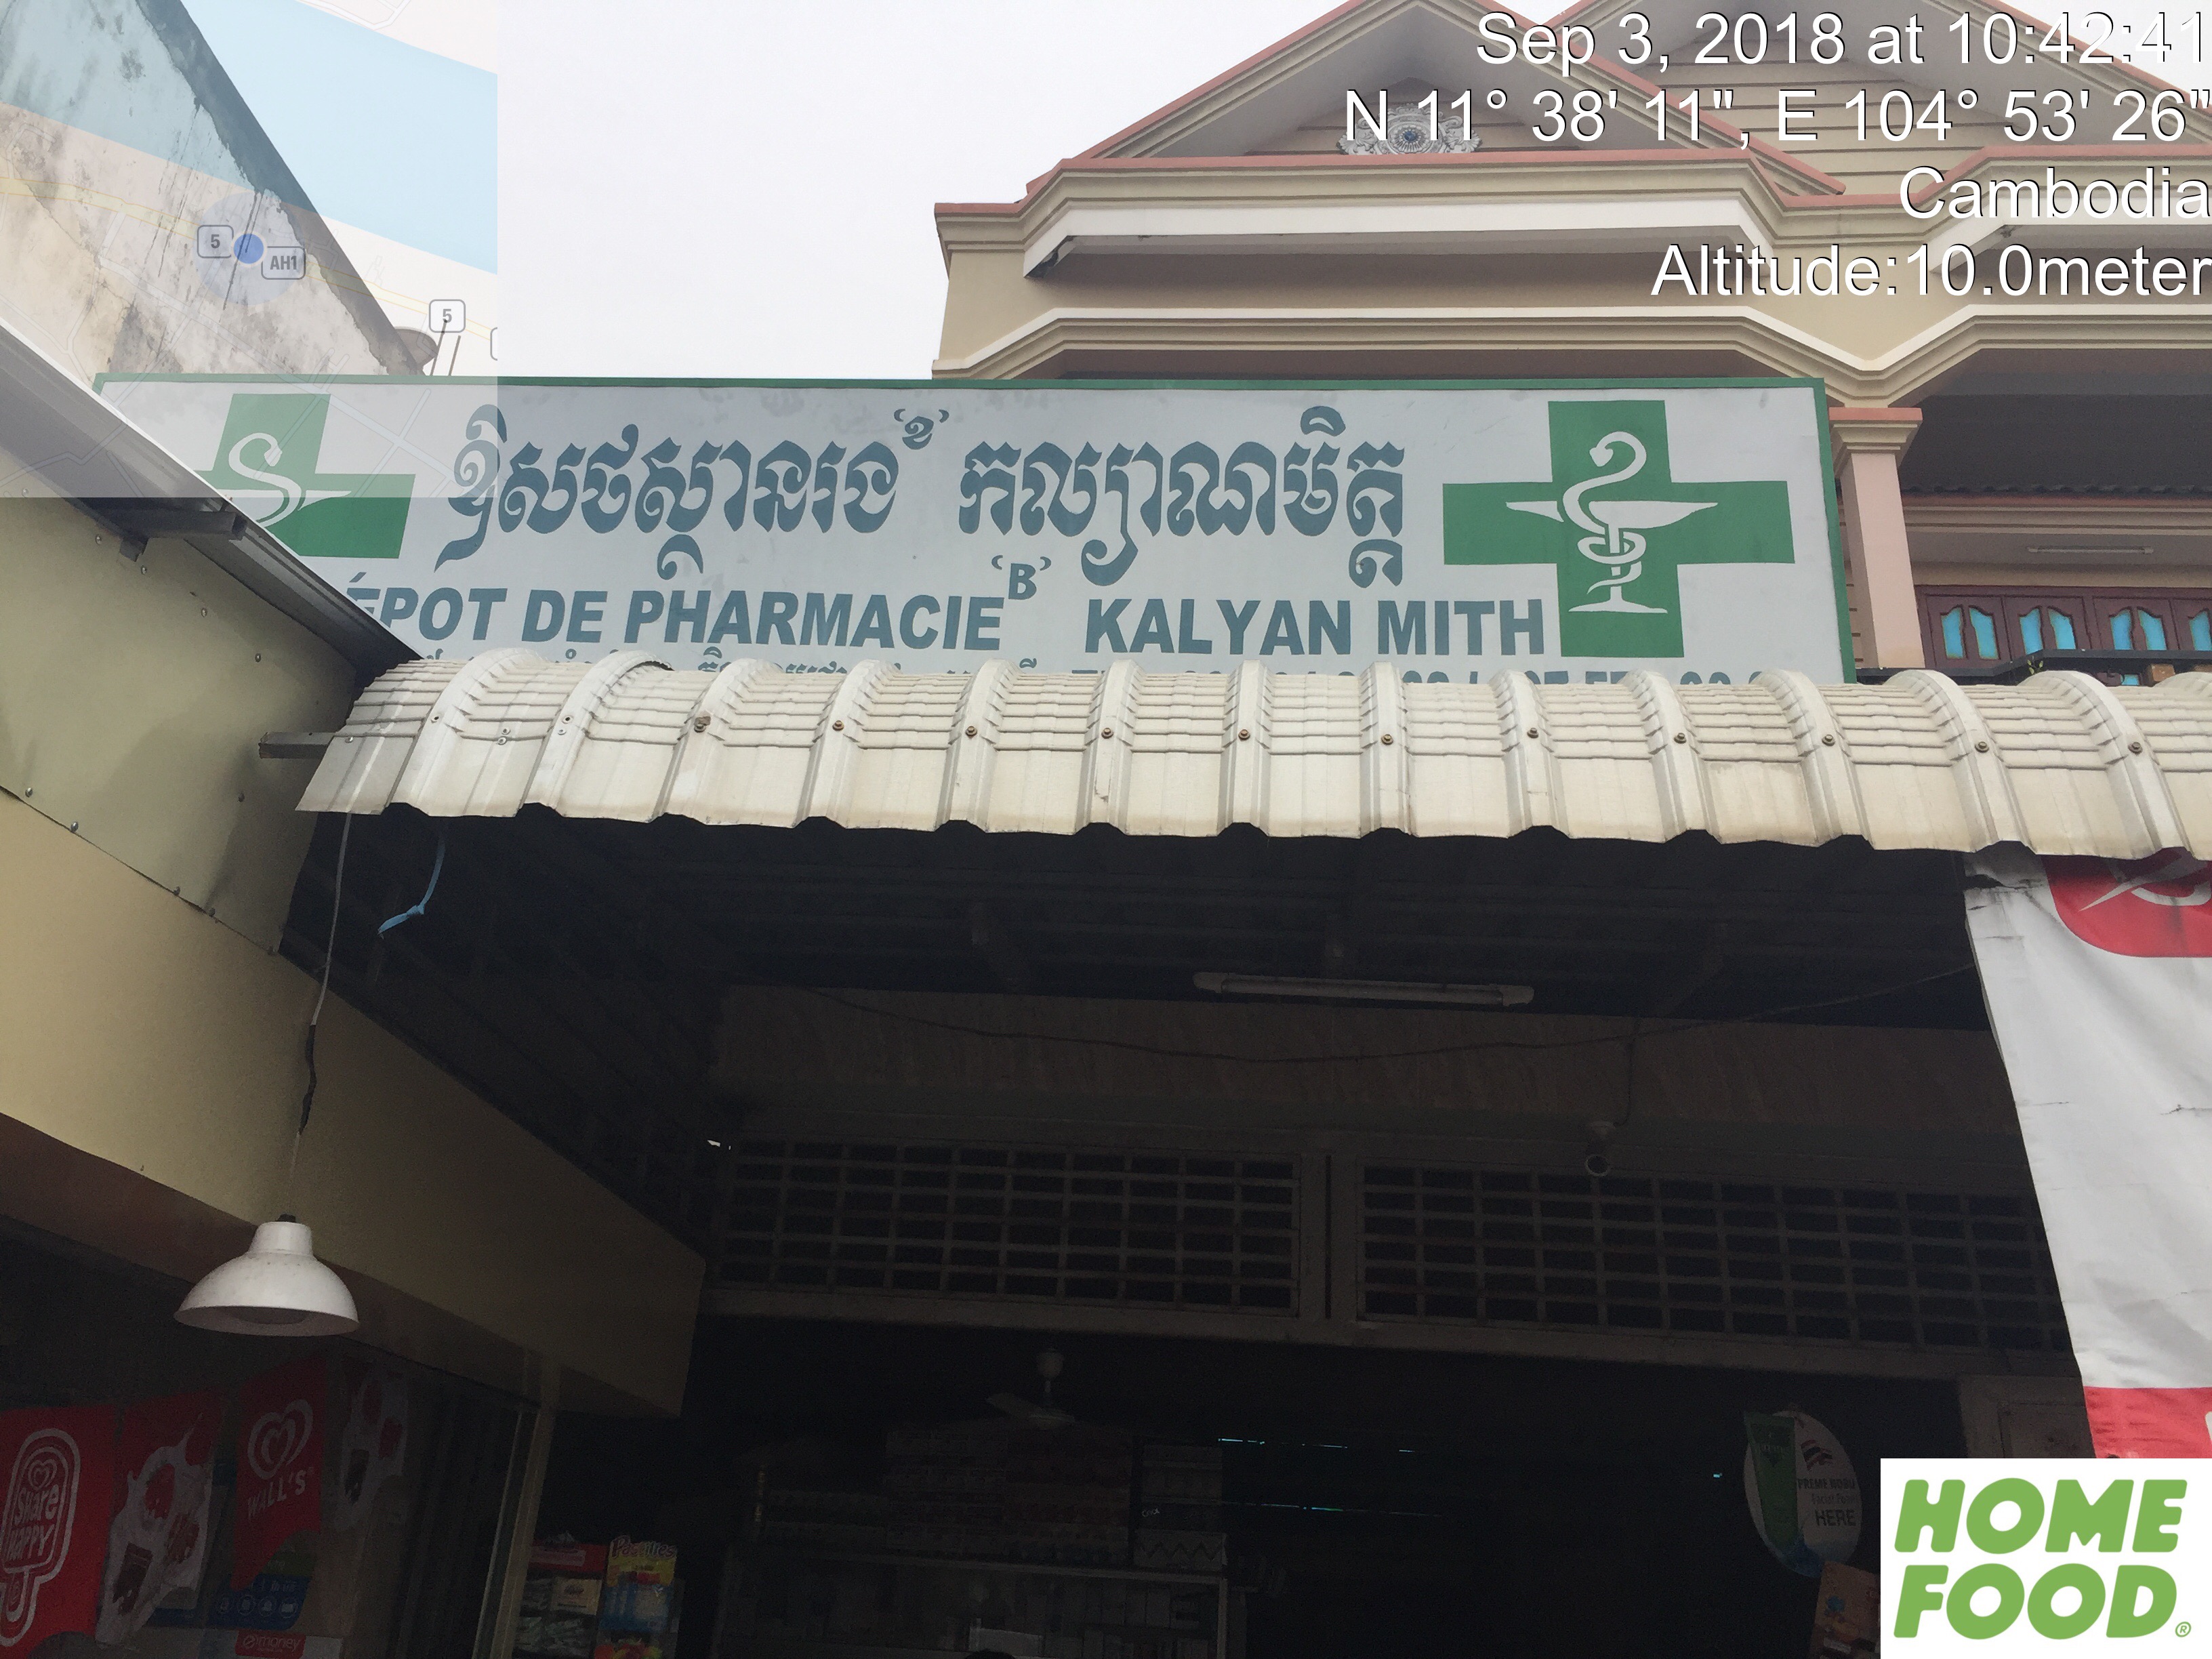 Sep 3, 2018 at 10:42:41
N 11° 38' 11", E 104° 53' 26"
Cambodia
Altitude:10.0meter
5
AH1
5
ឱសថស្ថានរង ‘ខ’ កល្យាណមិត្ត
ÉPOT DE PHARMACIE ‘B’ KALYAN MITH
Share
HAPPY
WALL'S
HERE
HOME
FOOD®